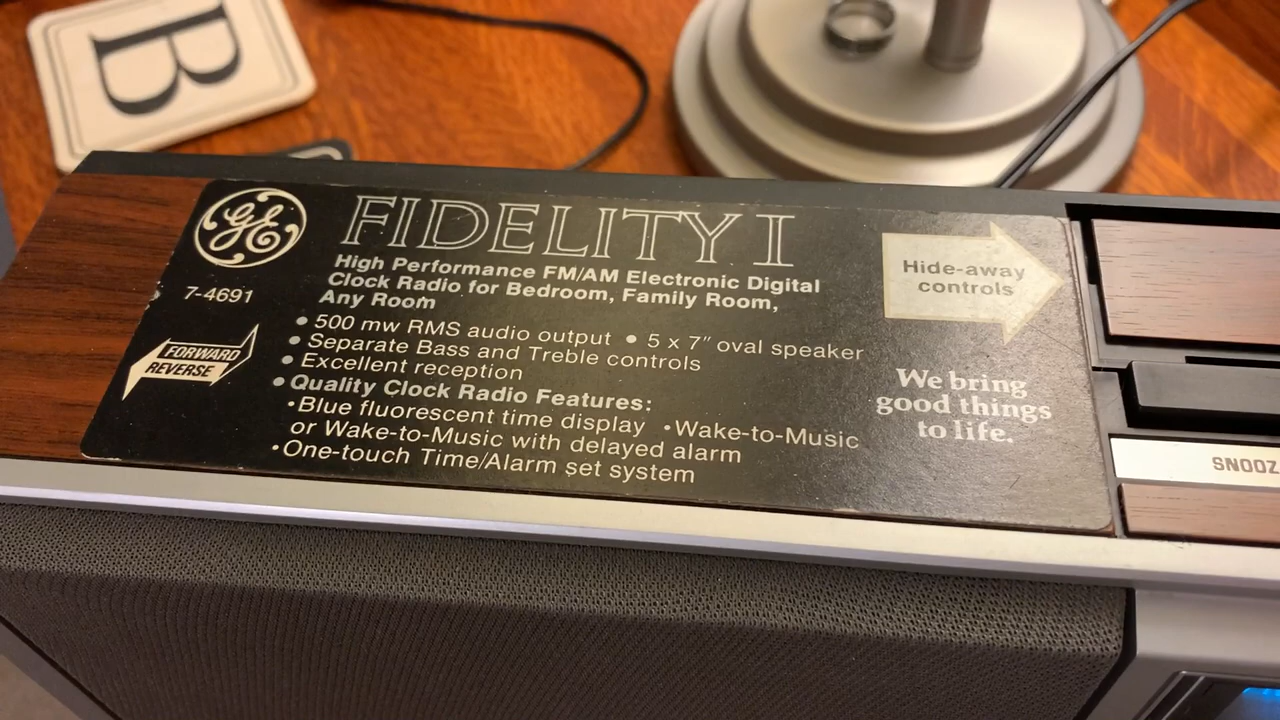 B
GE
FIDELITY I
High Performance FM/AM Electronic Digital
Clock Radio for Bedroom, Family Room,
Any Room
7-4691
FORWARD
REVERSE
• 500 mw RMS audio output • 5 x 7" oval speaker
• Separate Bass and Treble controls
• Excellent reception
• Quality Clock Radio Features:
• Blue fluorescent time display • Wake-to-Music
or Wake-to-Music with delayed alarm
• One-touch Time/Alarm set system
Hide-away
controls
We bring
good things
to life.
SNOOZ